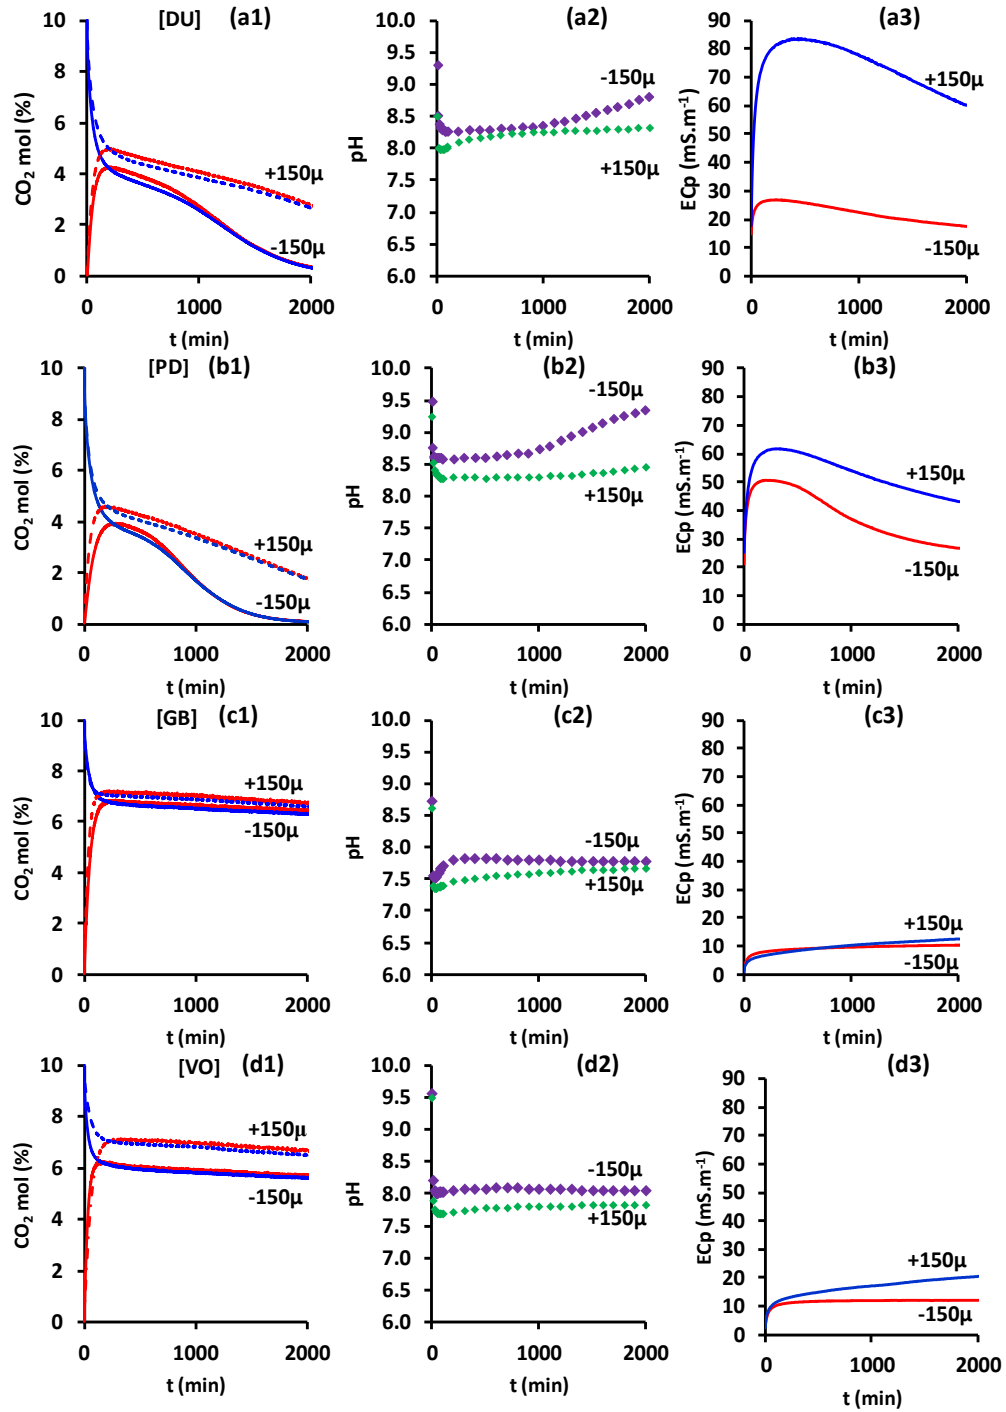 [DU] (a1)
10
8
6
4
2
0
CO2 mol (%)
+150μ
-150μ
0 1000 2000
t (min)
(a2)
10.0
9.5
9.0
8.5
8.0
7.5
7.0
6.5
6.0
pH
-150μ
+150μ
0 1000 2000
t (min)
(a3)
90
80
70
60
50
40
30
20
10
0
ECp (mS.m-1)
+150μ
-150μ
0 1000 2000
t (min)
[PD] (b1)
10
8
6
4
2
0
CO2 mol (%)
+150μ
-150μ
0 1000 2000
t (min)
(b2)
10.0
9.5
9.0
8.5
8.0
7.5
7.0
6.5
6.0
pH
-150μ
+150μ
0 1000 2000
t (min)
(b3)
90
80
70
60
50
40
30
20
10
0
ECp (mS.m-1)
+150μ
-150μ
0 1000 2000
t (min)
[GB] (c1)
10
8
6
4
2
0
CO2 mol (%)
+150μ
-150μ
0 1000 2000
t (min)
(c2)
10.0
9.5
9.0
8.5
8.0
7.5
7.0
6.5
6.0
pH
-150μ
+150μ
0 1000 2000
t (min)
(c3)
90
80
70
60
50
40
30
20
10
0
ECp (mS.m-1)
+150μ
-150μ
0 1000 2000
t (min)
[VO] (d1)
10
8
6
4
2
0
CO2 mol (%)
+150μ
-150μ
0 1000 2000
t (min)
(d2)
10.0
9.5
9.0
8.5
8.0
7.5
7.0
6.5
6.0
pH
-150μ
+150μ
0 1000 2000
t (min)
(d3)
90
80
70
60
50
40
30
20
10
0
ECp (mS.m-1)
+150μ
-150μ
0 1000 2000
t (min)